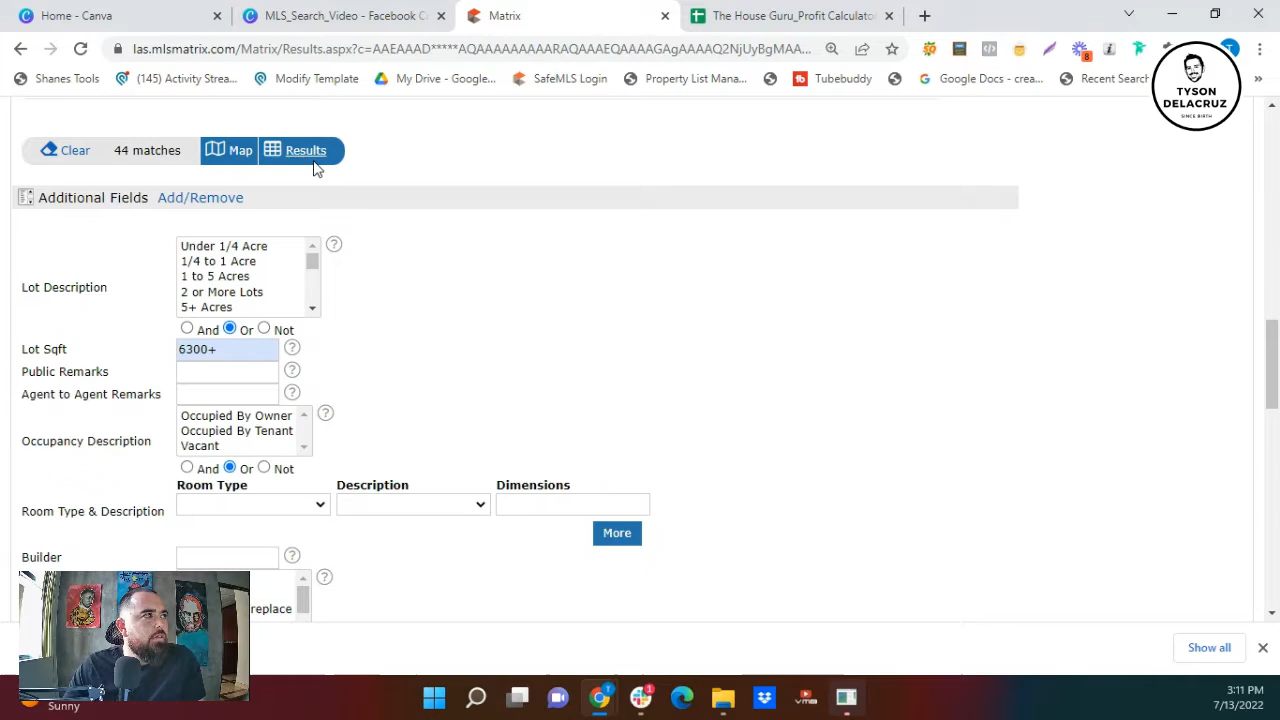 Home - Canva
MLS_Search_Video - Facebook C
Matrix
The House Guru_Profit Calculator
las.mlsmatrix.com/Matrix/Results.aspx?c=AAEAAAD*****AQAAAAAAAAARAQAAAEQAAAAGAgAAAAQ2NjUyBgMAA...
8
Shanes Tools
(145) Activity Strea...
Modify Template
My Drive - Google...
SafeMLS Login
Property List Mana...
Tubebuddy
Google Docs - crea...
Recent Search
TYSON
DELACRUZ
SINCE BIRTH
Clear
44 matches
Map
Results
Additional Fields Add/Remove
Lot Description
Under 1/4 Acre
1/4 to 1 Acre
1 to 5 Acres
2 or More Lots
5+ Acres
And Or Not
Lot Sqft 6300+
Public Remarks
Agent to Agent Remarks
Occupancy Description
Occupied By Owner
Occupied By Tenant
Vacant
And Or Not
Room Type Description Dimensions
Room Type & Description
More
Builder
replace
Show all
Sunny
3:11 PM
7/13/2022